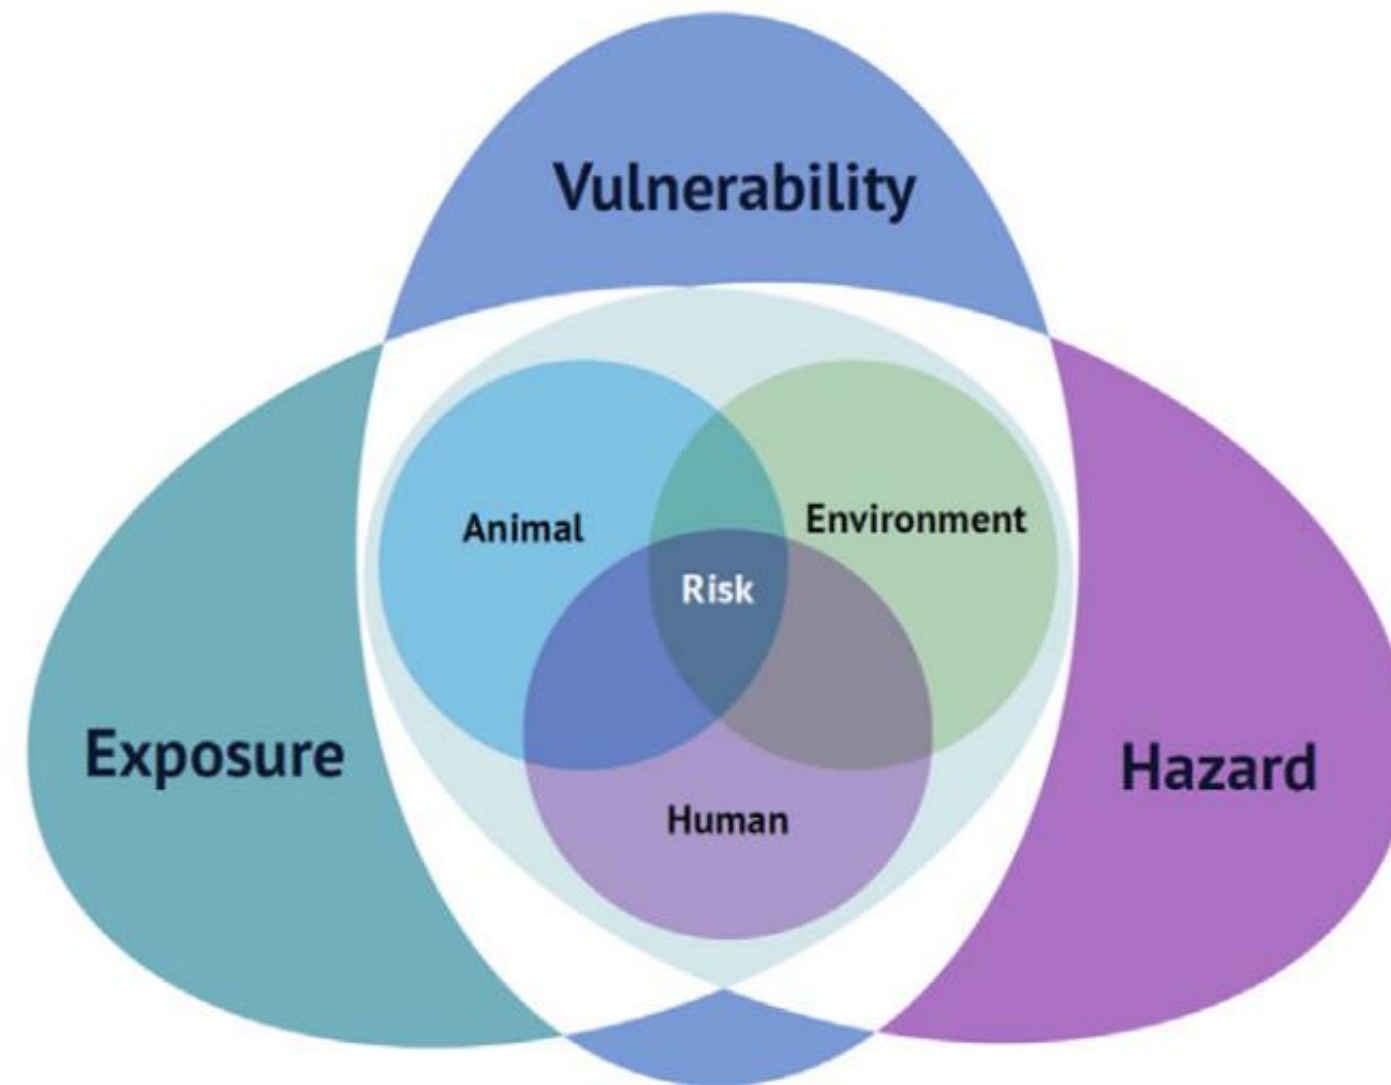 Vulnerability
Animal
Environment
Risk
Exposure
Hazard
Human